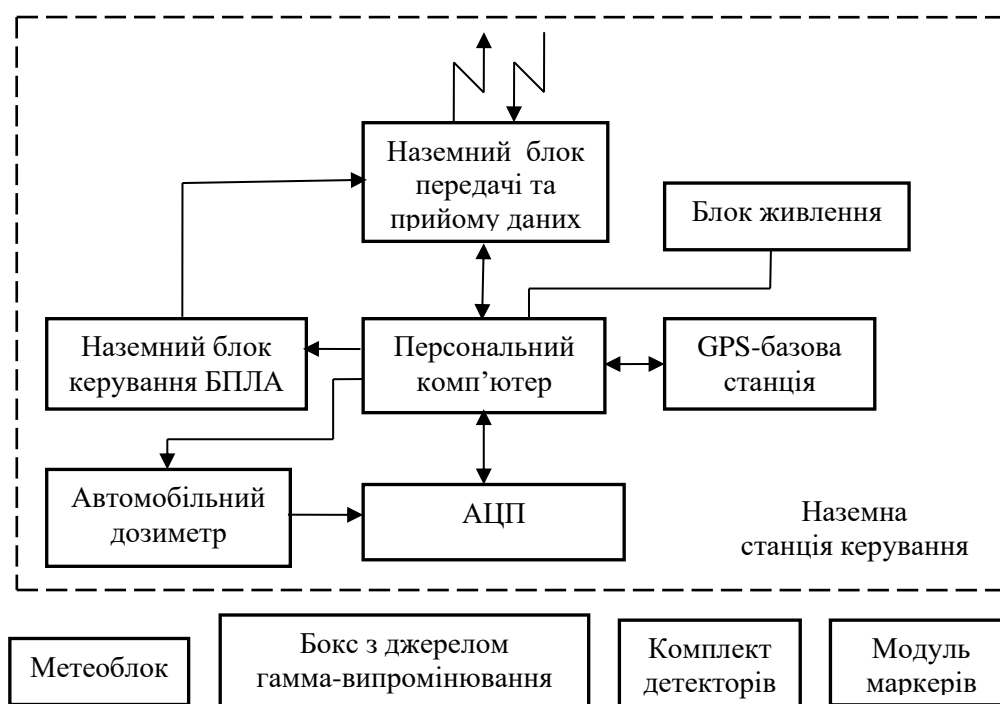 Наземний блок
передачі та
прийому даних
Блок живлення
Наземний блок
керування БПЛА
Персональний
комп’ютер
GPS-базова
станція
Автомобільний
дозиметр
АЦП
Наземна
станція керування
Метеоблок
Бокс з джерелом
гамма-випромінювання
Комплект
детекторів
Модуль
маркерів